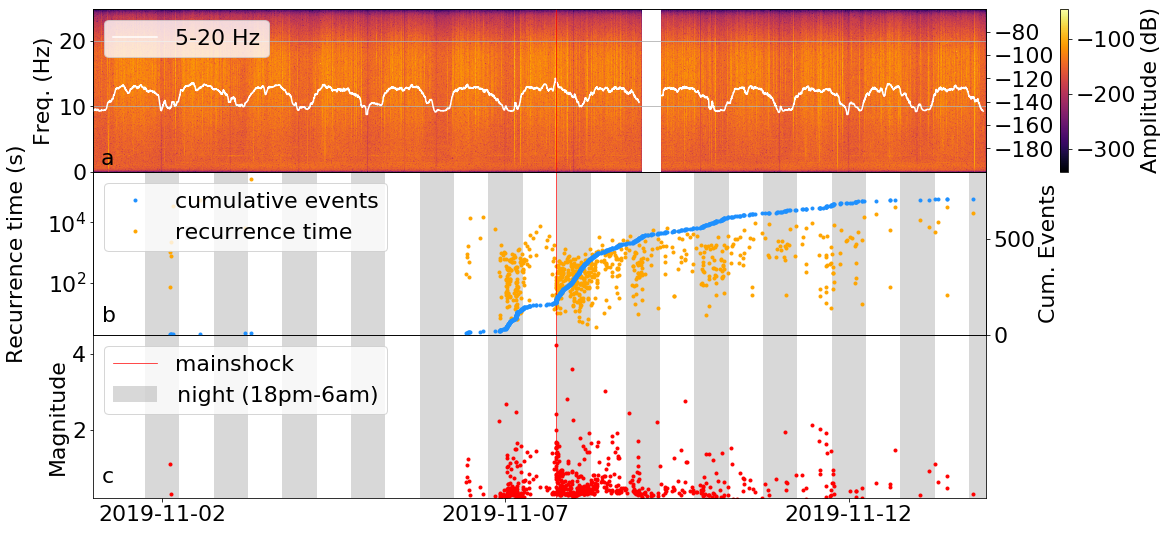 5-20 Hz
20
10
0
Freq. (Hz)
a
−80
−100
−120
−140
−160
−180
−100
−200
−300
Amplitude (dB)
cumulative events
recurrence time
10^4
10^2
Recurrence time (s)
b
500
0
Cum. Events
mainshock
night (18pm-6am)
4
2
Magnitude
c
2019-11-02
2019-11-07
2019-11-12